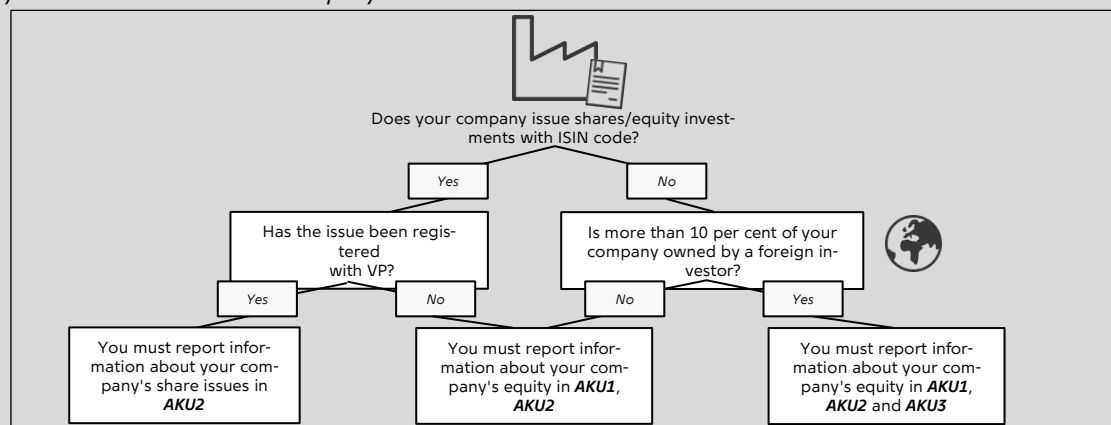 Does your company issue shares/equity invest-
ments with ISIN code?
Yes
No
Has the issue been regis-
tered
with VP?
Is more than 10 per cent of your
company owned by a foreign in-
vestor?
Yes
No
No
Yes
You must report infor-
mation about your com-
pany's share issues in
AKU2
You must report infor-
mation about your com-
pany's equity in AKU1,
AKU2
You must report infor-
mation about your com-
pany's equity in AKU1,
AKU2 and AKU3